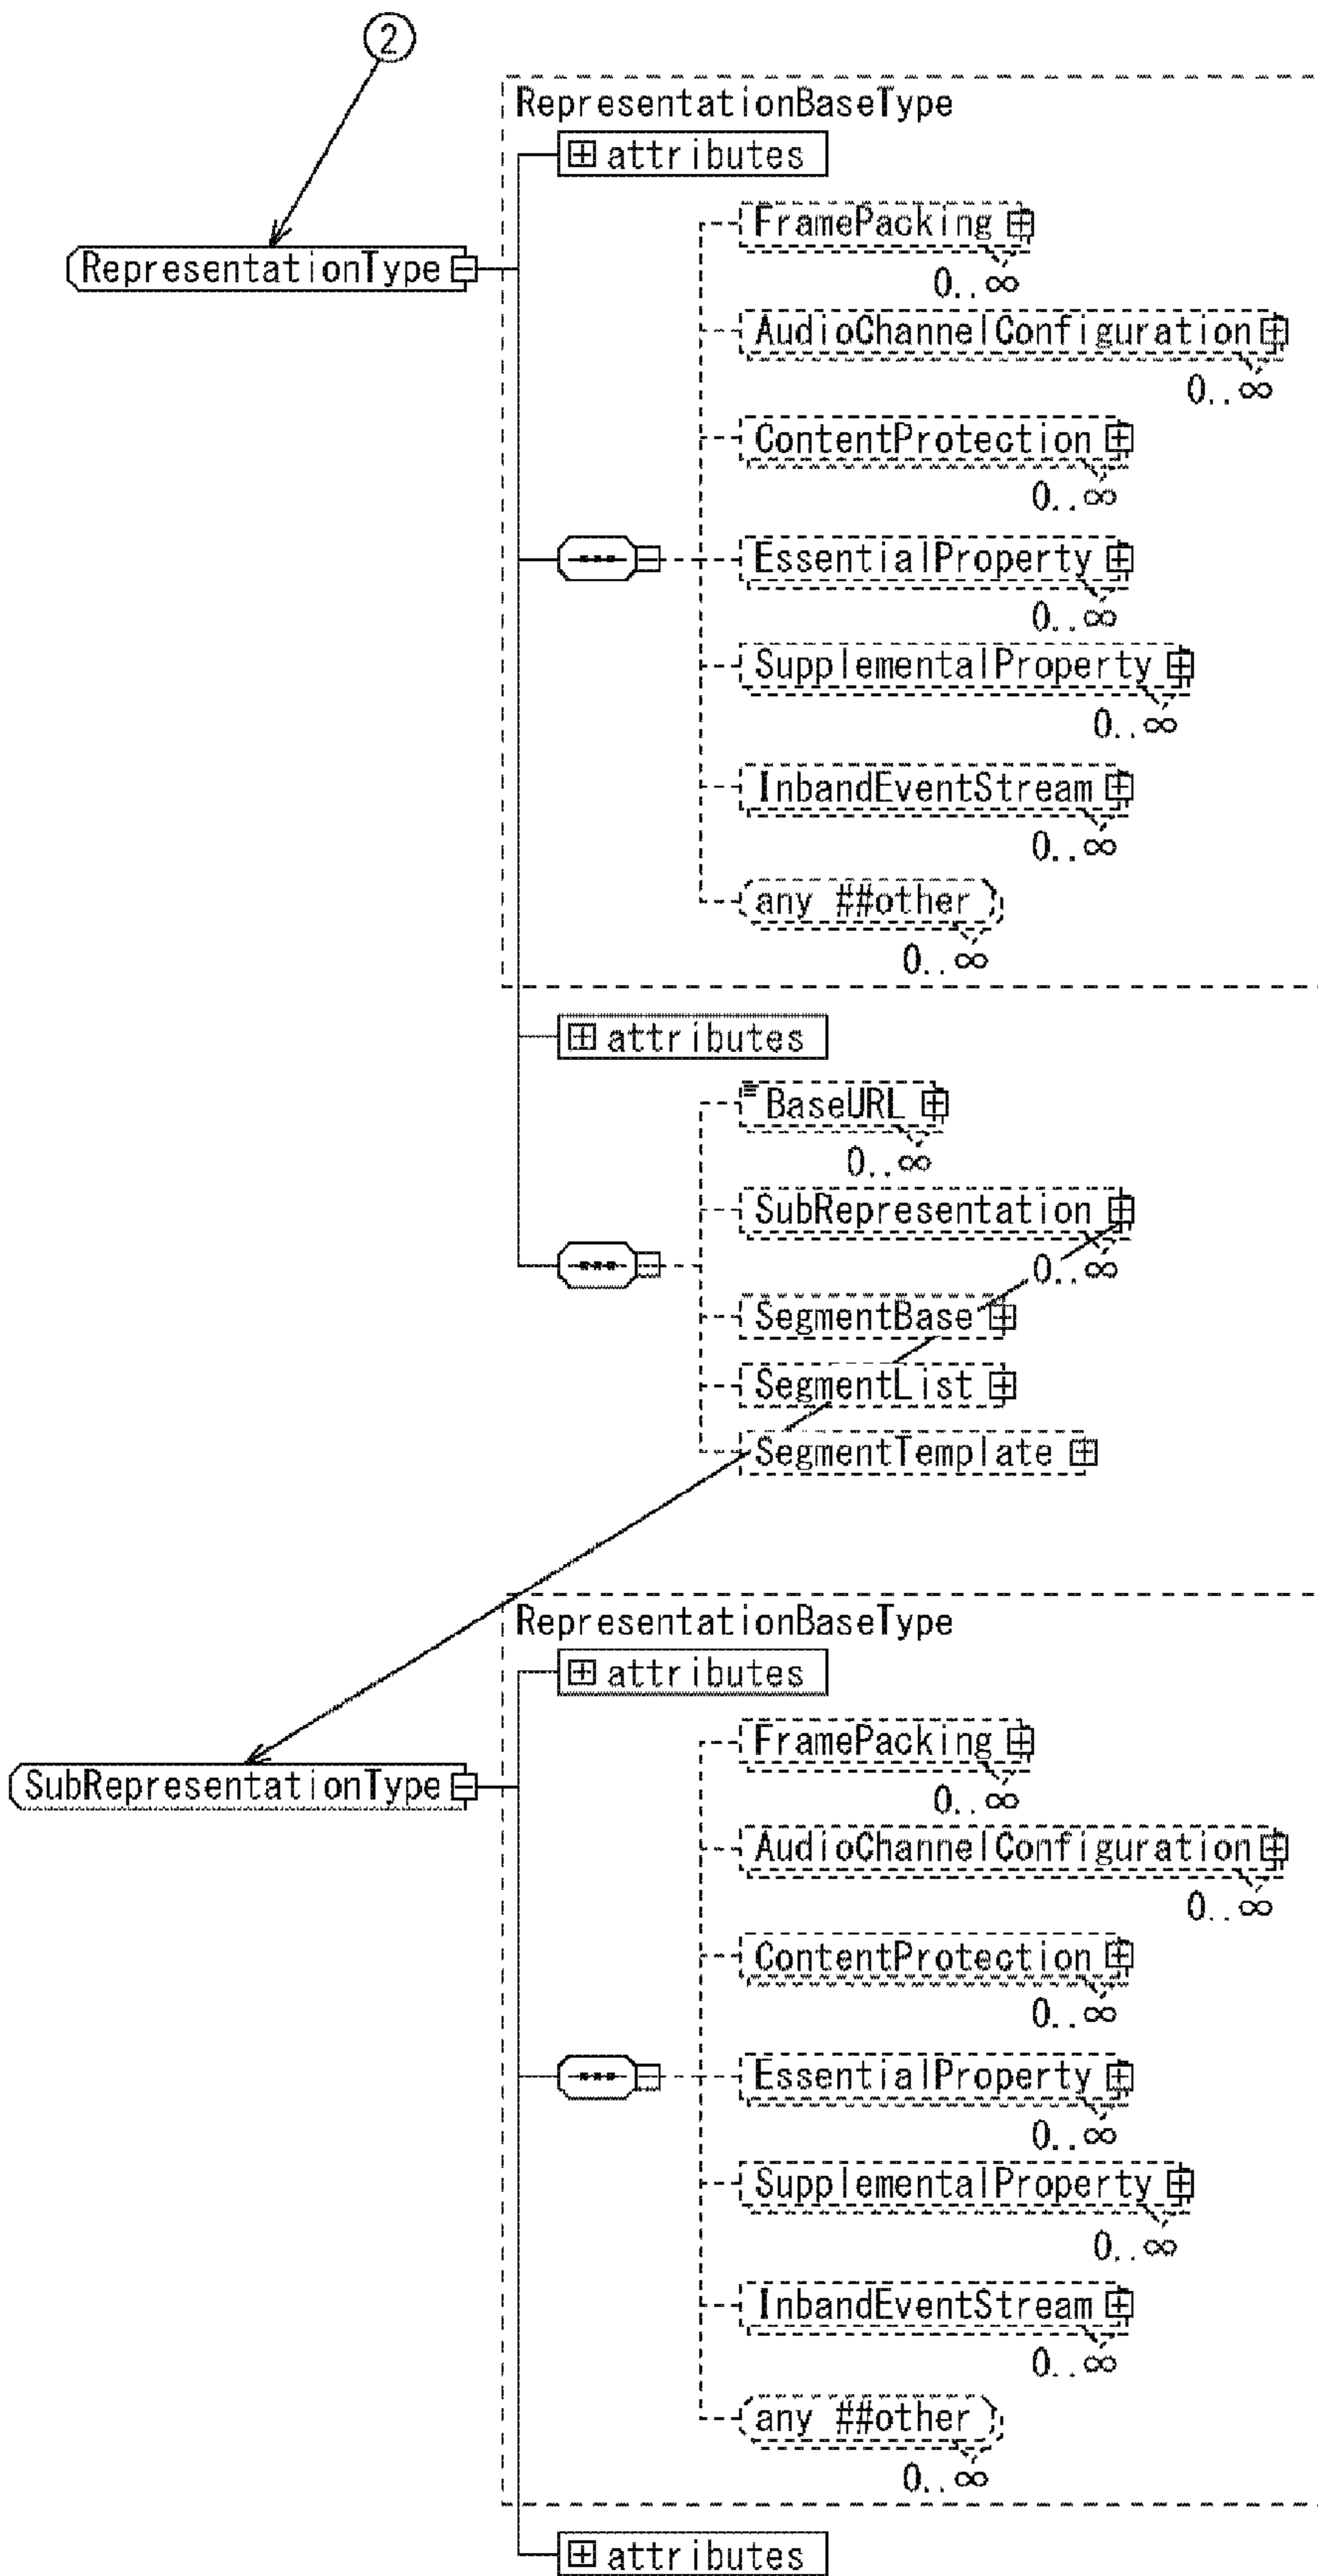 ②
RepresentationBaseType
attributes
RepresentationType
FramePacking
0..∞
AudioChannelConfiguration
0..∞
ContentProtection
0..∞
EssentialProperty
0..∞
SupplementalProperty
0..∞
InbandEventStream
0..∞
any ##other
0..∞
attributes
BaseURL
0..∞
SubRepresentation
0..∞
SegmentBase
SegmentList
SegmentTemplate
RepresentationBaseType
attributes
SubRepresentationType
FramePacking
0..∞
AudioChannelConfiguration
0..∞
ContentProtection
0..∞
EssentialProperty
0..∞
SupplementalProperty
0..∞
InbandEventStream
0..∞
any ##other
0..∞
attributes